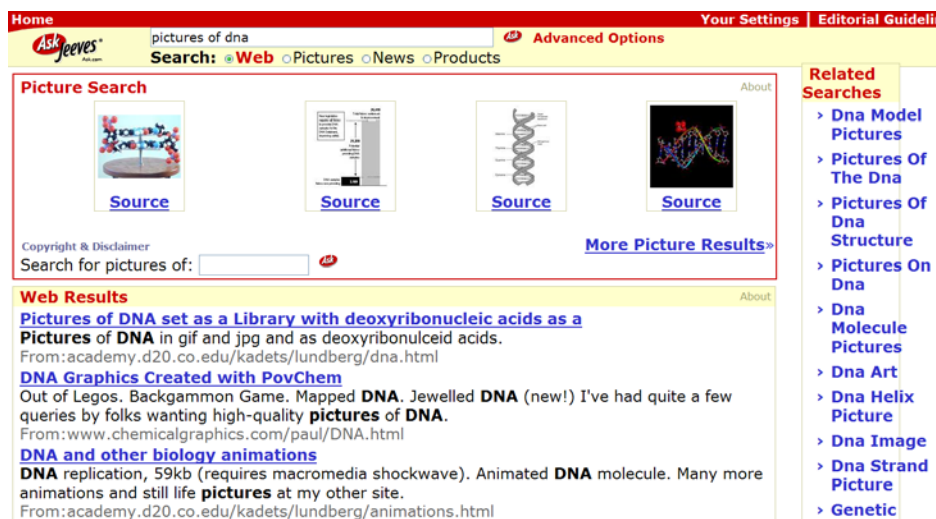 Home
Your Settings | Editorial Guideli
Ask Jeeves
Ask.com
pictures of dna
Ask
Advanced Options
Search: Web Pictures News Products
Picture Search
About
Source
Source
Source
Source
Copyright & Disclaimer
More Picture Results»
Search for pictures of:
Ask
Web Results
About
Pictures of DNA set as a Library with deoxyribonucleic acids as a
Pictures of DNA in gif and jpg and as deoxyribonulceid acids.
From:academy.d20.co.edu/kadets/lundberg/dna.html
DNA Graphics Created with PovChem
Out of Legos. Backgammon Game. Mapped DNA. Jewelled DNA (new!) I've had quite a few
queries by folks wanting high-quality pictures of DNA.
From:www.chemicalgraphics.com/paul/DNA.html
DNA and other biology animations
DNA replication, 59kb (requires macromedia shockwave). Animated DNA molecule. Many more
animations and still life pictures at my other site.
From:academy.d20.co.edu/kadets/lundberg/animations.html
Related
Searches
› Dna Model
Pictures
› Pictures Of
The Dna
› Pictures Of
Dna
Structure
› Pictures On
Dna
› Dna
Molecule
Pictures
› Dna Art
› Dna Helix
Picture
› Dna Image
› Dna Strand
Picture
› Genetic